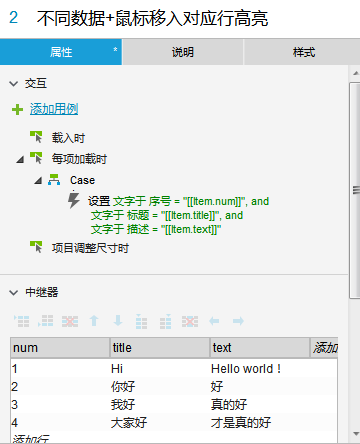 2 不同数据+鼠标移入对应行高亮
属性 * 说明 样式
交互
添加用例
载入时
每项加载时
Case
设置 文字于 序号 = "[[Item.num]]", and
文字于 标题 = "[[Item.title]]", and
文字于 描述 = "[[Item.text]]"
项目调整尺寸时
中继器
num title text 添加
1 Hi Hello world！
2 你好 好
3 我好 真的好
4 大家好 才是真的好
添加行